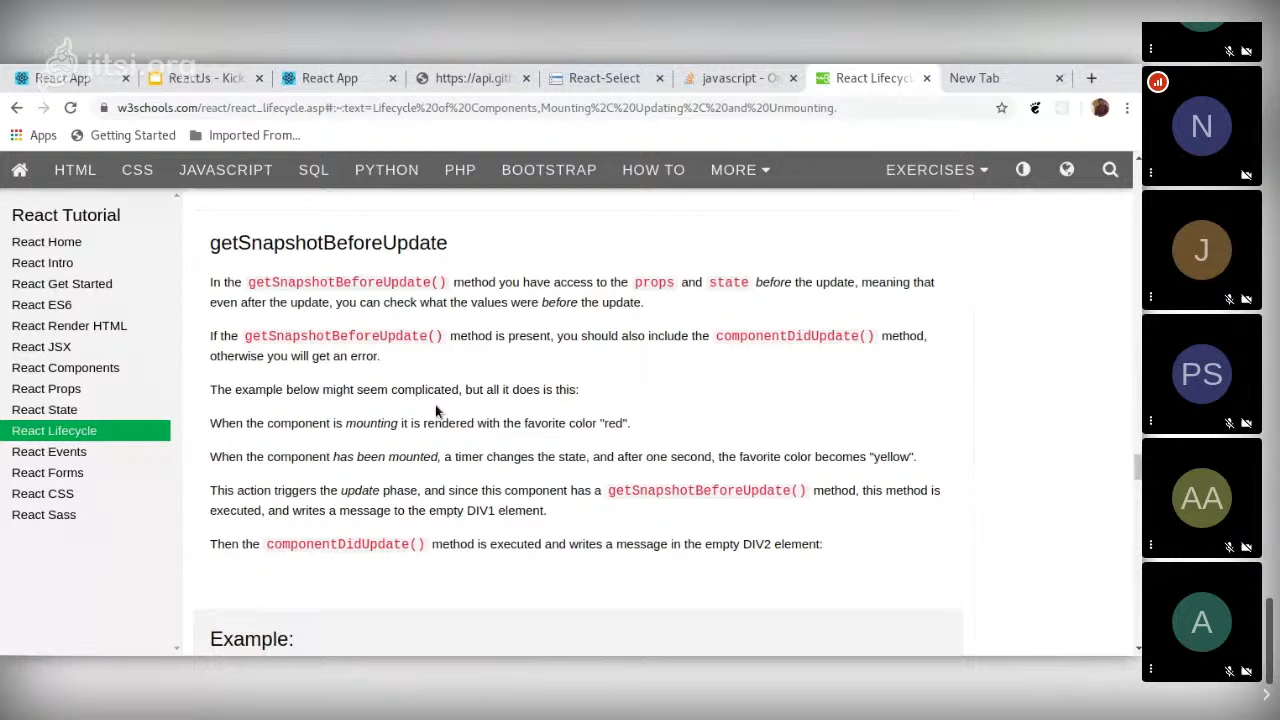 iitsi.org
React App
ReactJs - Kick
React App
https://api.git
React-Select
javascript - O
React Lifecycl
New Tab
w3schools.com/react/react_lifecycle.asp#:~:text=Lifecycle%20of%20Components,Mounting%2C%20Updating%2C%20and%20Unmounting.
Apps Getting Started Imported From...
HTML CSS JAVASCRIPT SQL PYTHON PHP BOOTSTRAP HOW TO MORE EXERCISES
React Tutorial
React Home
React Intro
React Get Started
React ES6
React Render HTML
React JSX
React Components
React Props
React State
React Lifecycle
React Events
React Forms
React CSS
React Sass
getSnapshotBeforeUpdate
In the getSnapshotBeforeUpdate() method you have access to the props and state before the update, meaning that
even after the update, you can check what the values were before the update.
If the getSnapshotBeforeUpdate() method is present, you should also include the componentDidUpdate() method,
otherwise you will get an error.
The example below might seem complicated, but all it does is this:
When the component is mounting it is rendered with the favorite color "red".
When the component has been mounted, a timer changes the state, and after one second, the favorite color becomes "yellow".
This action triggers the update phase, and since this component has a getSnapshotBeforeUpdate() method, this method is
executed, and writes a message to the empty DIV1 element.
Then the componentDidUpdate() method is executed and writes a message in the empty DIV2 element:
Example:
N
J
PS
AA
A